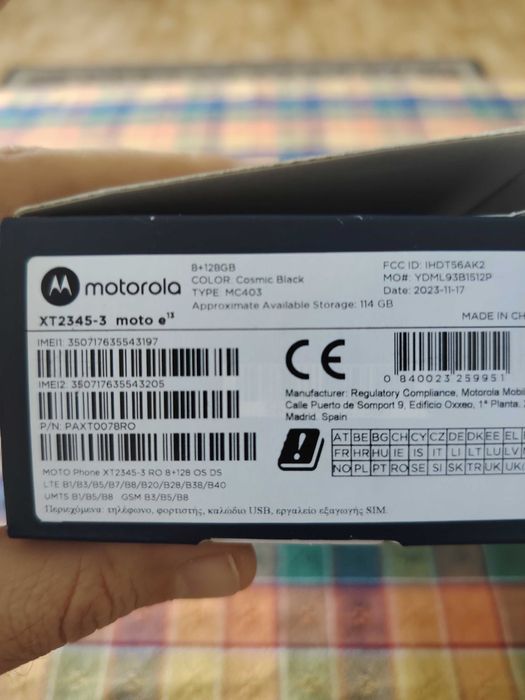 motorola
8+128GB
COLOR: Cosmic Black
TYPE: MC403
Approximate Available Storage: 114 GB
FCC ID: IHDT56AK2
MO#: YDML93B1512P
Date: 2023-11-17
XT2345-3 moto e¹³
MADE IN
IMEI1: 350717635543197
IMEI2: 350717635543205
P/N: PAXT0078RO
CE
0 840023 259951
Manufacturer: Regulatory Compliance, Motorola
Calle Puerto de Somport 9, Edificio Oxxeo, 1ª Planta.
Madrid. Spain
AT BE BG CH CY CZ DE DK EE EL
FR HR HU IE IS IT LI LT LU LV
NO PL PT RO SE SI SK TR UK
MOTO Phone XT2345-3 RO 8+128 OS DS
LTE B1/B3/B5/B7/B8/B20/B28/B38/B40
UMTS B1/B5/B8 GSM B3/B5/B8
Περιεχόμενα: τηλέφωνο, φορτιστής, καλώδιο USB, εργαλείο εξαγωγής SIM.